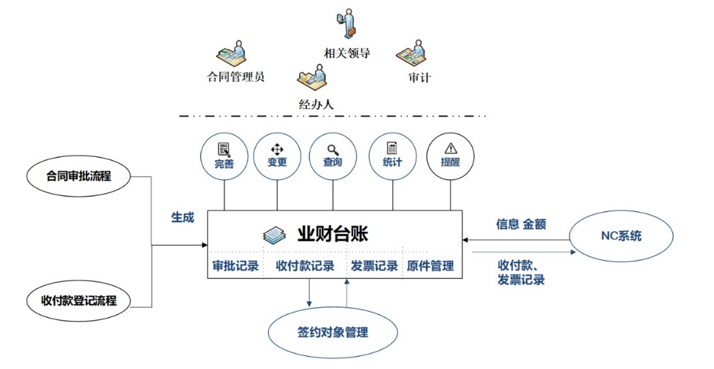 相关领导
合同管理员
审计
经办人
完善
变更
查询
统计
提醒
合同审批流程
生成
业财台账
信息 金额
NC系统
审批记录
收付款记录
发票记录
原件管理
收付款、
发票记录
收付款登记流程
签约对象管理